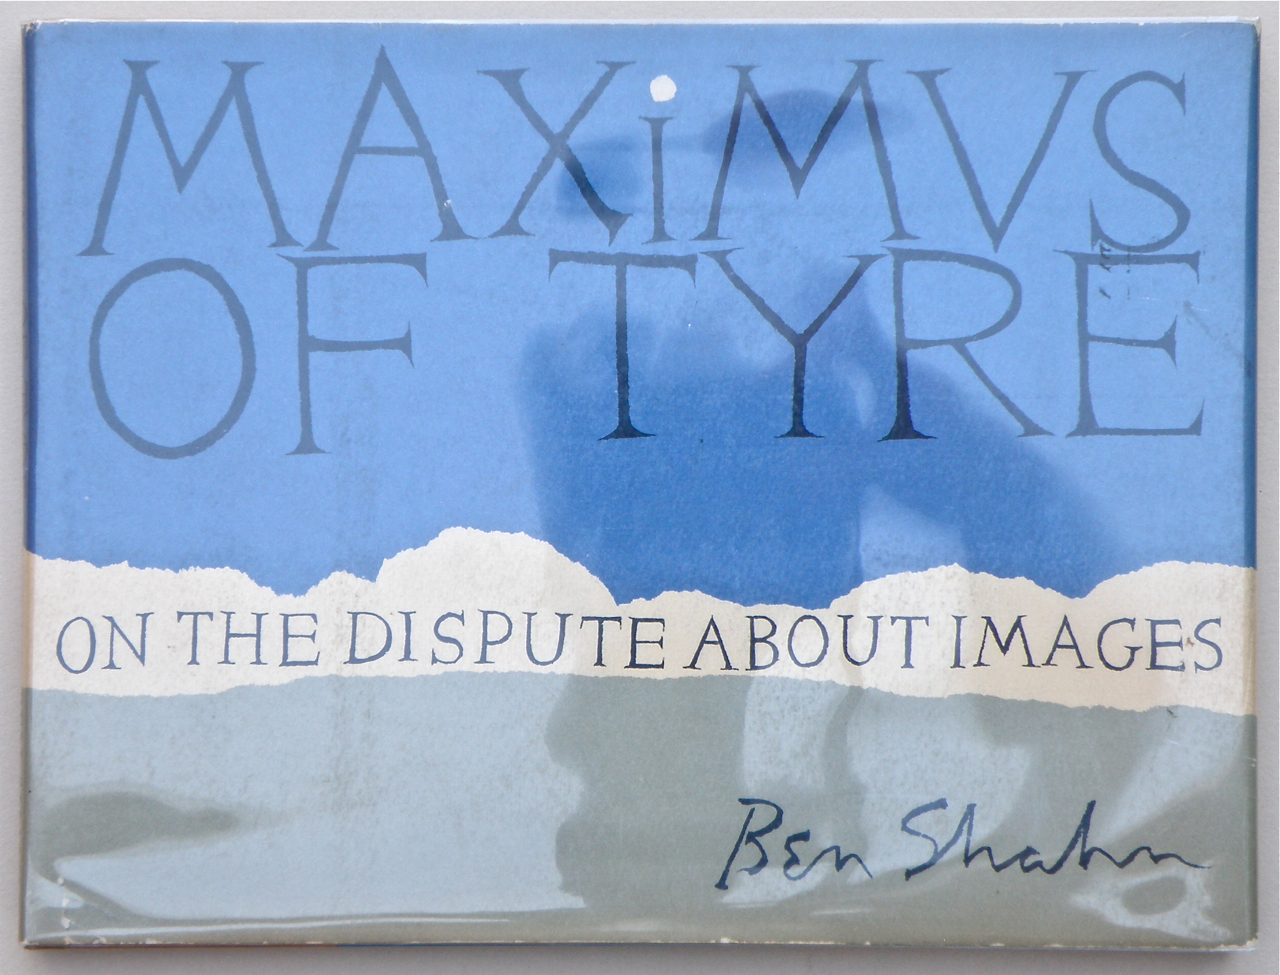 MAXiMVS
OF TYRE
ON THE DISPUTE ABOUT IMAGES
Ben Shahn